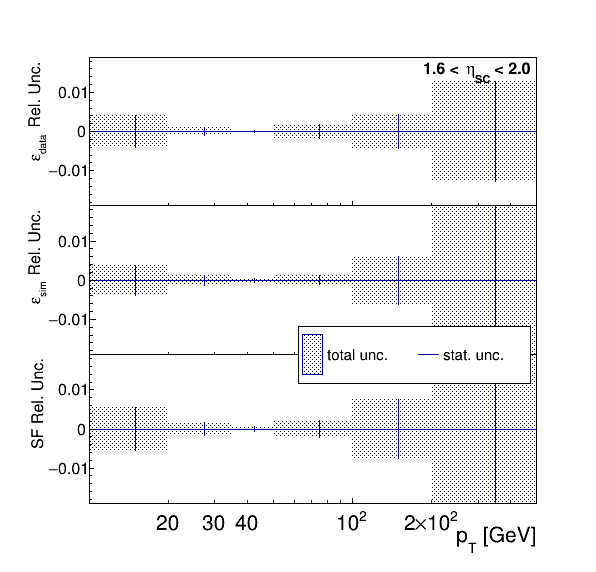 1.6 < η_SC < 2.0
ε_data Rel. Unc.
0.01
0
−0.01
ε_sim Rel. Unc.
0.01
0
−0.01
total unc.
stat. unc.
SF Rel. Unc.
0.01
0
−0.01
20 30 40 10² 2×10²
p_T [GeV]